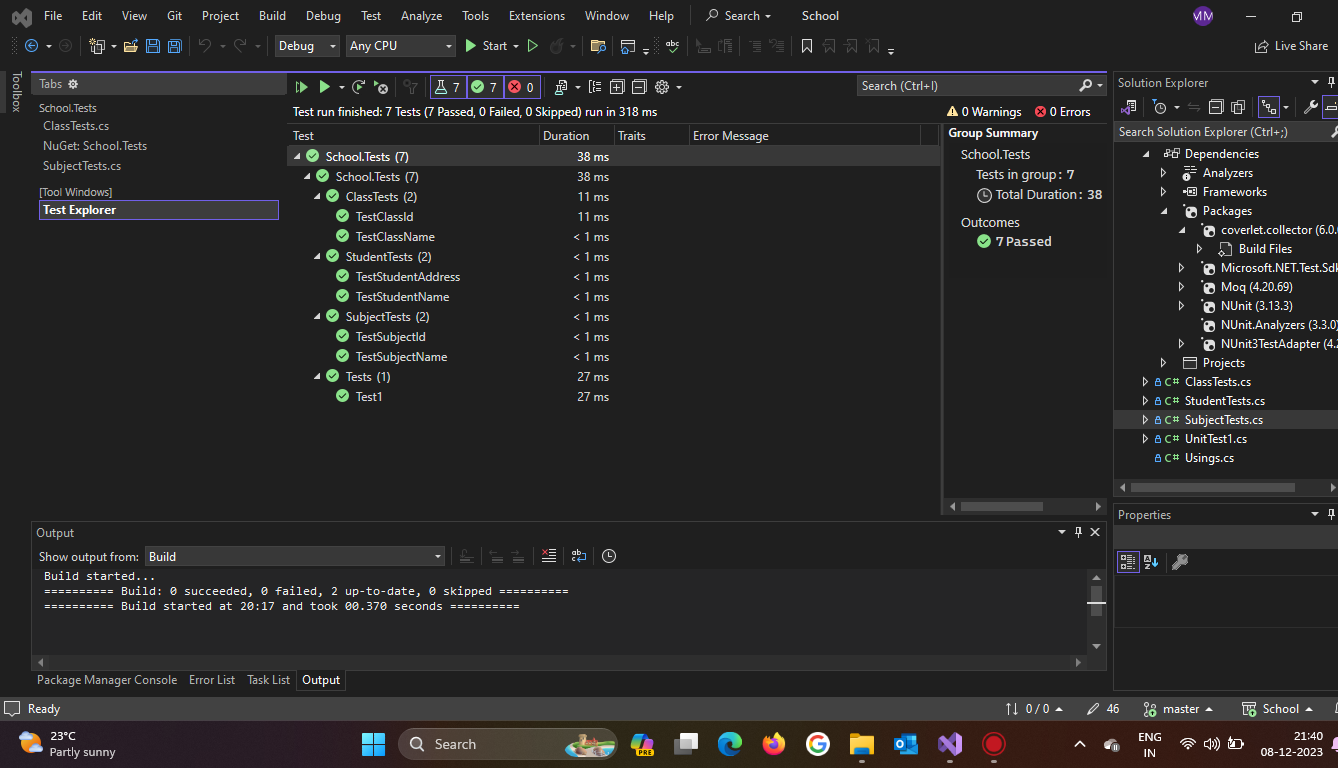 File Edit View Git Project Build Debug Test Analyze Tools Extensions Window Help Search School MM
Debug Any CPU Start Live Share
Toolbox
Tabs
School.Tests
ClassTests.cs
NuGet: School.Tests
SubjectTests.cs
[Tool Windows]
Test Explorer
7 7 0 Search (Ctrl+I)
Test run finished: 7 Tests (7 Passed, 0 Failed, 0 Skipped) run in 318 ms 0 Warnings 0 Errors
Test Duration Traits Error Message
School.Tests (7) 38 ms
School.Tests (7) 38 ms
ClassTests (2) 11 ms
TestClassId 11 ms
TestClassName < 1 ms
StudentTests (2) < 1 ms
TestStudentAddress < 1 ms
TestStudentName < 1 ms
SubjectTests (2) < 1 ms
TestSubjectId < 1 ms
TestSubjectName < 1 ms
Tests (1) 27 ms
Test1 27 ms
Group Summary
School.Tests
Tests in group: 7
Total Duration: 38
Outcomes
7 Passed
Solution Explorer
Search Solution Explorer (Ctrl+;)
Dependencies
Analyzers
Frameworks
Packages
coverlet.collector (6.0.
Build Files
Microsoft.NET.Test.Sdk
Moq (4.20.69)
NUnit (3.13.3)
NUnit.Analyzers (3.3.0)
NUnit3TestAdapter (4.2
Projects
C# ClassTests.cs
C# StudentTests.cs
C# SubjectTests.cs
C# UnitTest1.cs
C# Usings.cs
Properties
Output
Show output from: Build
Build started...
========== Build: 0 succeeded, 0 failed, 2 up-to-date, 0 skipped ==========
========== Build started at 20:17 and took 00.370 seconds ==========
Package Manager Console Error List Task List Output
Ready 0 / 0 46 master School
23°C
Partly sunny
Search
PRE
ENG
IN
21:40
08-12-2023